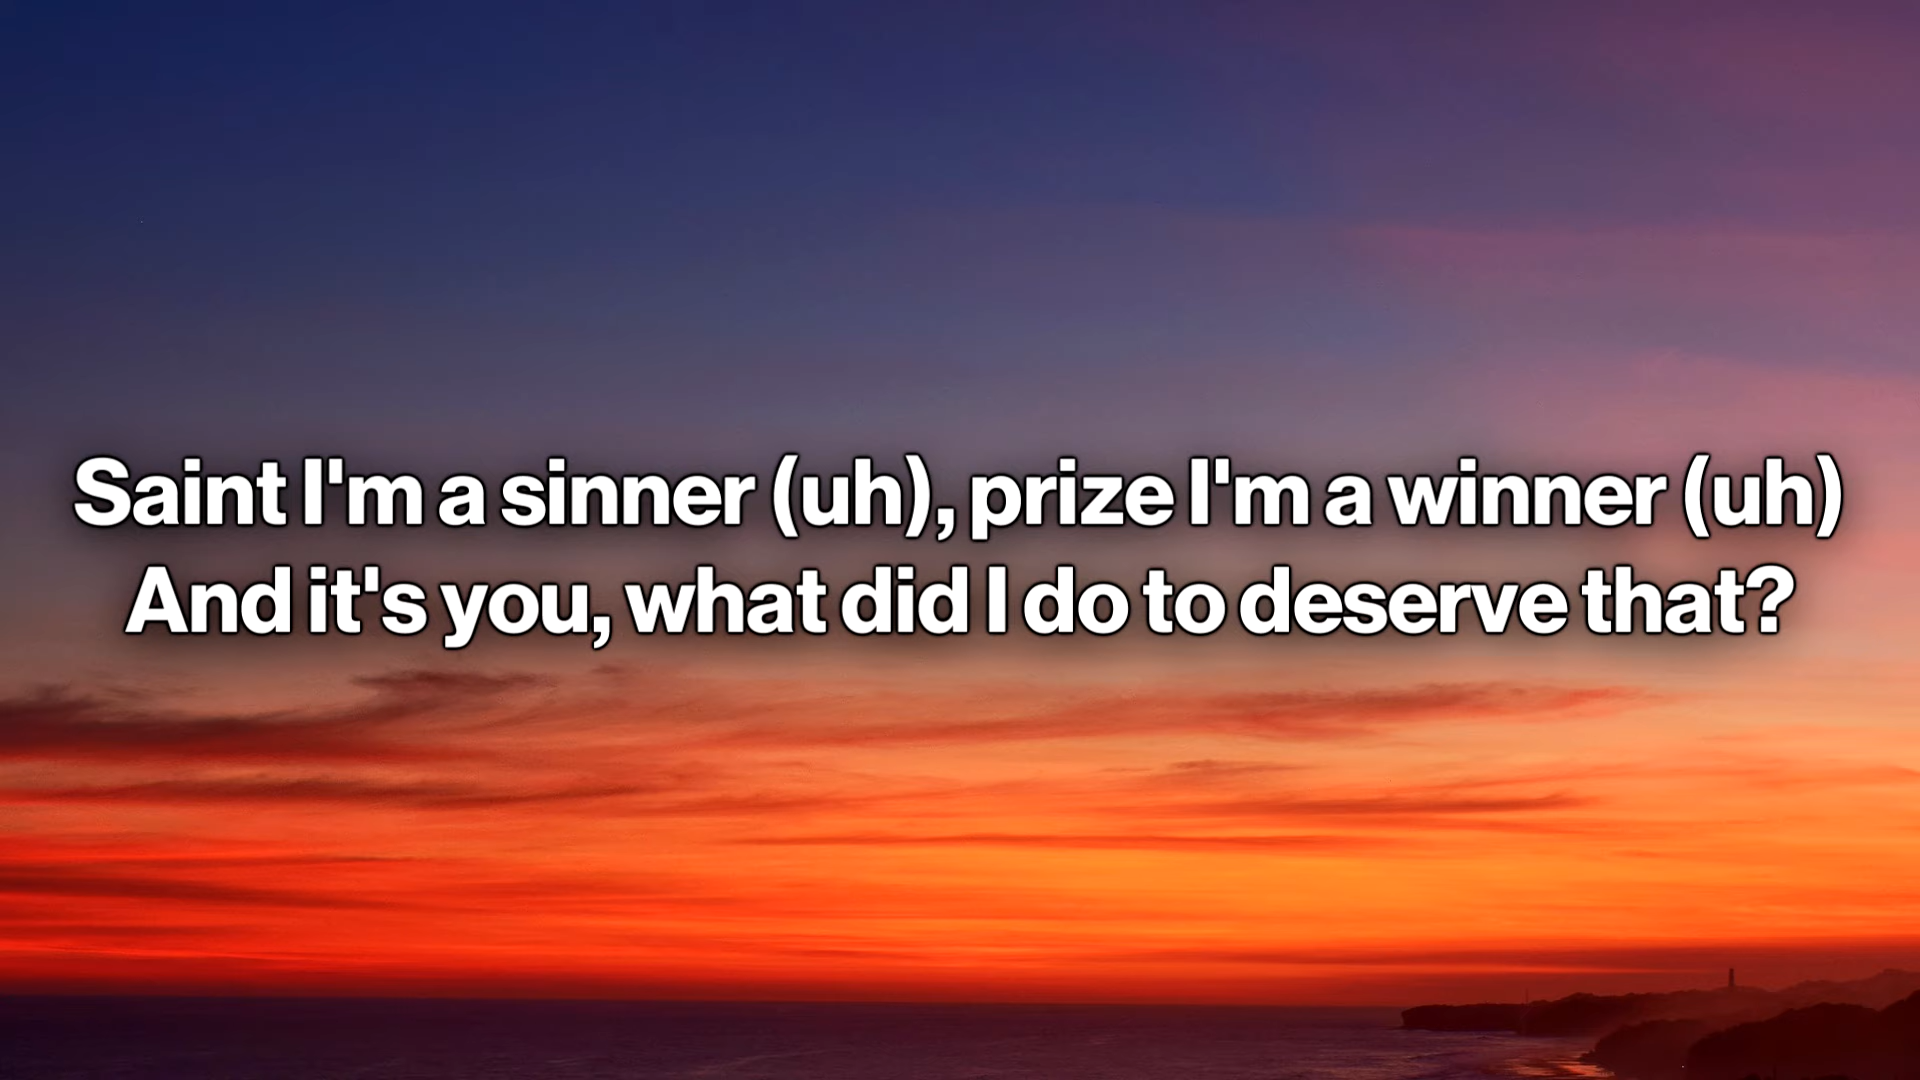 Saint I'm a sinner (uh), prize I'm a winner (uh)
And it's you, what did I do to deserve that?